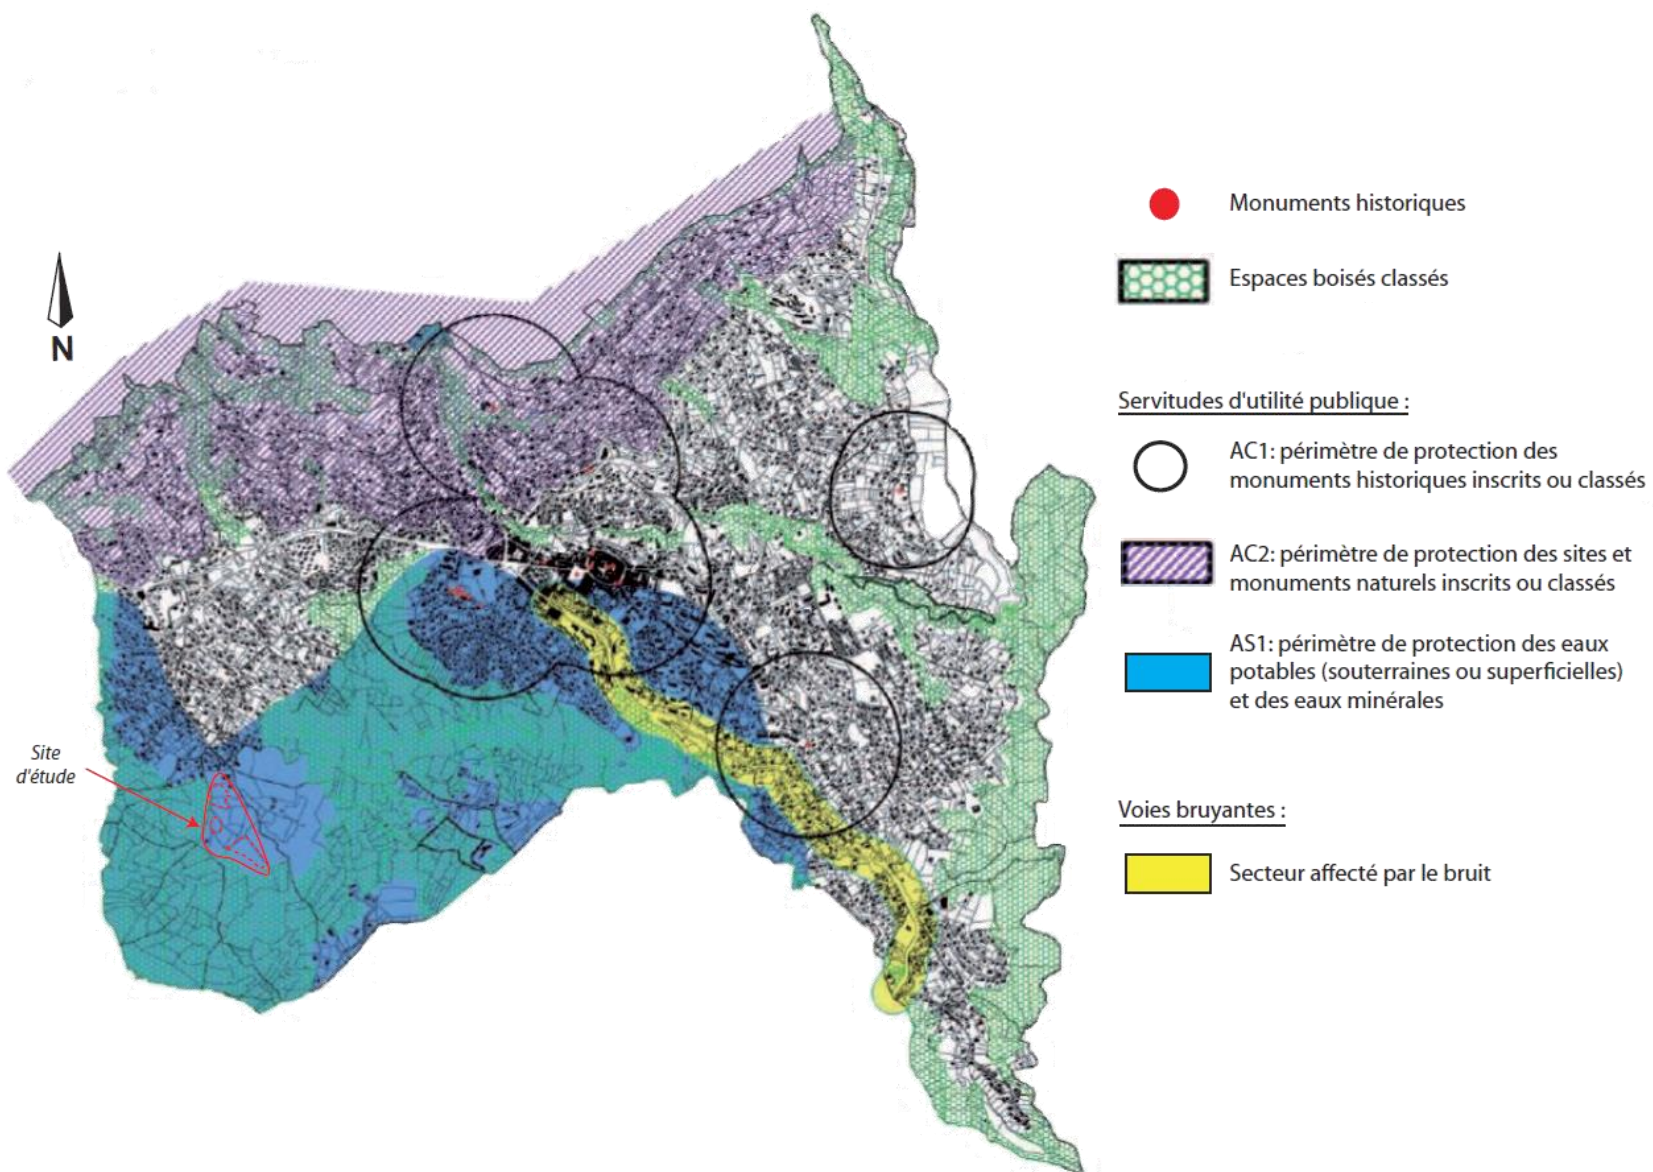 N
Site
d'étude
Monuments historiques
Espaces boisés classés
Servitudes d'utilité publique :
AC1: périmètre de protection des
monuments historiques inscrits ou classés
AC2: périmètre de protection des sites et
monuments naturels inscrits ou classés
AS1: périmètre de protection des eaux
potables (souterraines ou superficielles)
et des eaux minérales
Voies bruyantes :
Secteur affecté par le bruit